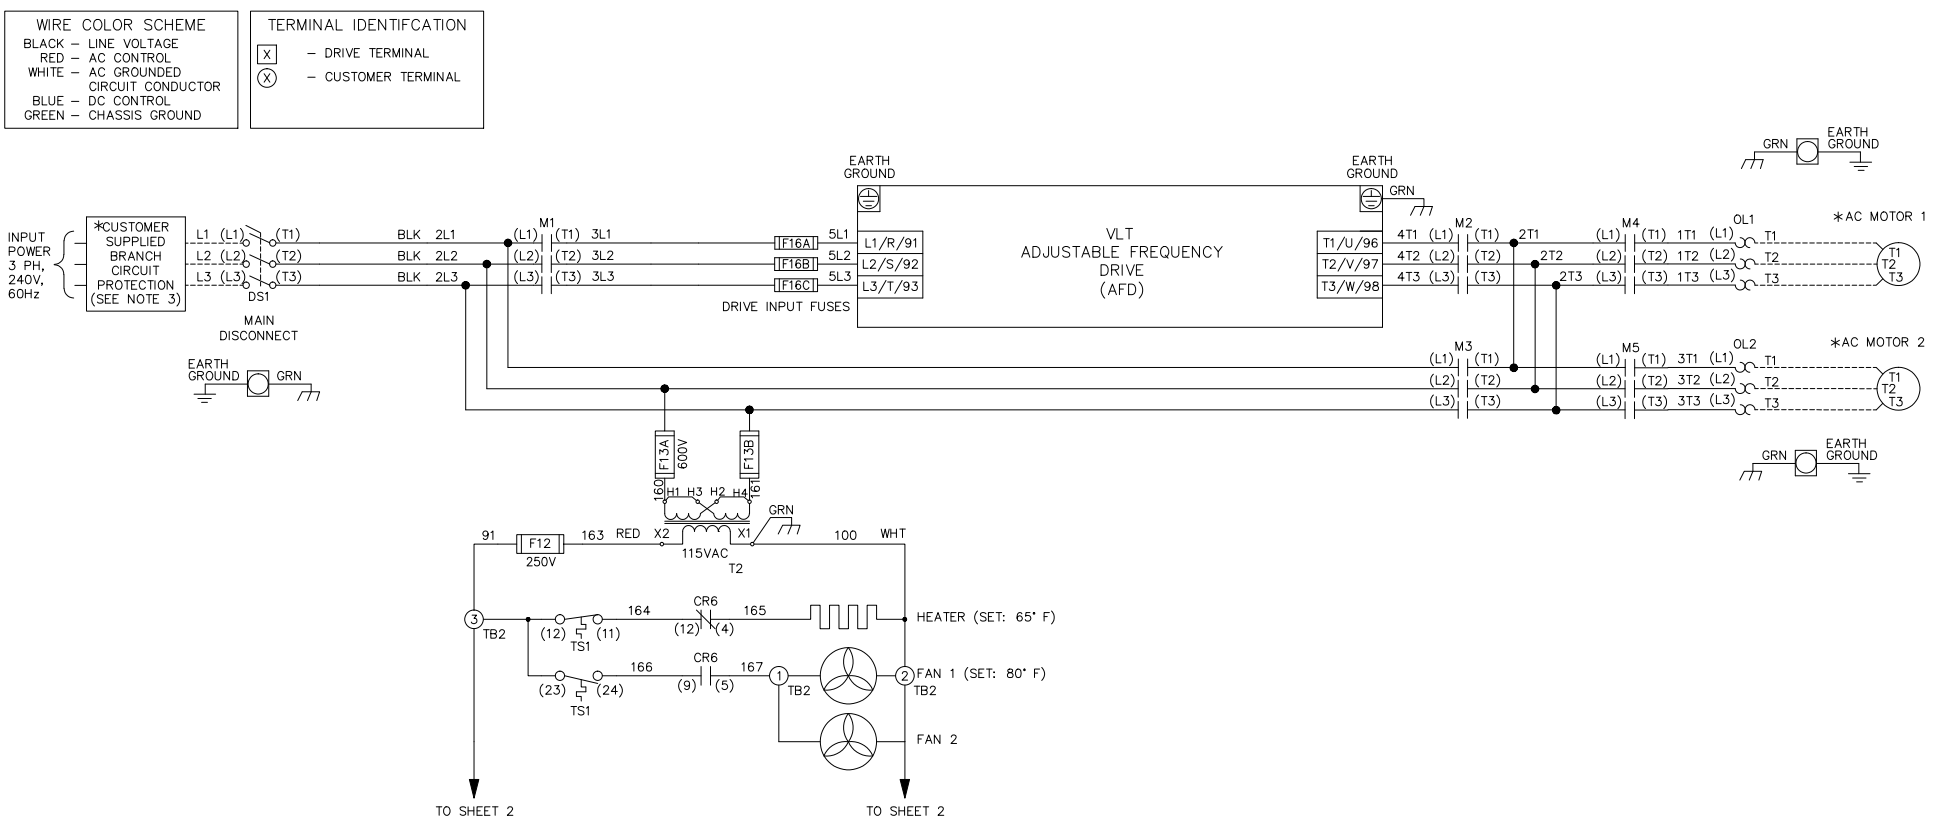 WIRE COLOR SCHEME
BLACK – LINE VOLTAGE
RED – AC CONTROL
WHITE – AC GROUNDED
CIRCUIT CONDUCTOR
BLUE – DC CONTROL
GREEN – CHASSIS GROUND
TERMINAL IDENTIFCATION
X – DRIVE TERMINAL
X – CUSTOMER TERMINAL
INPUT
POWER
3 PH,
240V,
60Hz
*CUSTOMER
SUPPLIED
BRANCH
CIRCUIT
PROTECTION
(SEE NOTE 3)
L1 (L1) (T1) BLK 2L1
L2 (L2) (T2) BLK 2L2
L3 (L3) (T3) BLK 2L3
DS1
MAIN
DISCONNECT
EARTH
GROUND GRN
M1
(L1) (T1) 3L1
(L2) (T2) 3L2
(L3) (T3) 3L3
F16A 5L1
F16B 5L2
F16C 5L3
DRIVE INPUT FUSES
EARTH
GROUND
L1/R/91
L2/S/92
L3/T/93
VLT
ADJUSTABLE FREQUENCY
DRIVE
(AFD)
EARTH
GROUND
GRN
T1/U/96
T2/V/97
T3/W/98
M2
4T1 (L1) (T1) 2T1
4T2 (L2) (T2) 2T2
4T3 (L3) (T3) 2T3
M4
(L1) (T1) 1T1 (L1)
(L2) (T2) 1T2 (L2)
(L3) (T3) 1T3 (L3)
OL1
T1
T2
T3
*AC MOTOR 1
T1
T2
T3
GRN EARTH
GROUND
M3
(L1) (T1)
(L2) (T2)
(L3) (T3)
M5
(L1) (T1) 3T1 (L1)
(L2) (T2) 3T2 (L2)
(L3) (T3) 3T3 (L3)
OL2
T1
T2
T3
*AC MOTOR 2
T1
T2
T3
GRN EARTH
GROUND
F13A
600V
F13B
160
161
H1 H3 H2 H4
GRN
91 F12 163 RED X2 X1 100 WHT
250V
115VAC
T2
3
TB2
(12) (11)
TS1
164
CR6
(12) (4)
165
HEATER (SET: 65° F)
(23) (24)
TS1
166
CR6
(9) (5)
167
1
TB2
2
TB2
FAN 1 (SET: 80° F)
FAN 2
TO SHEET 2
TO SHEET 2